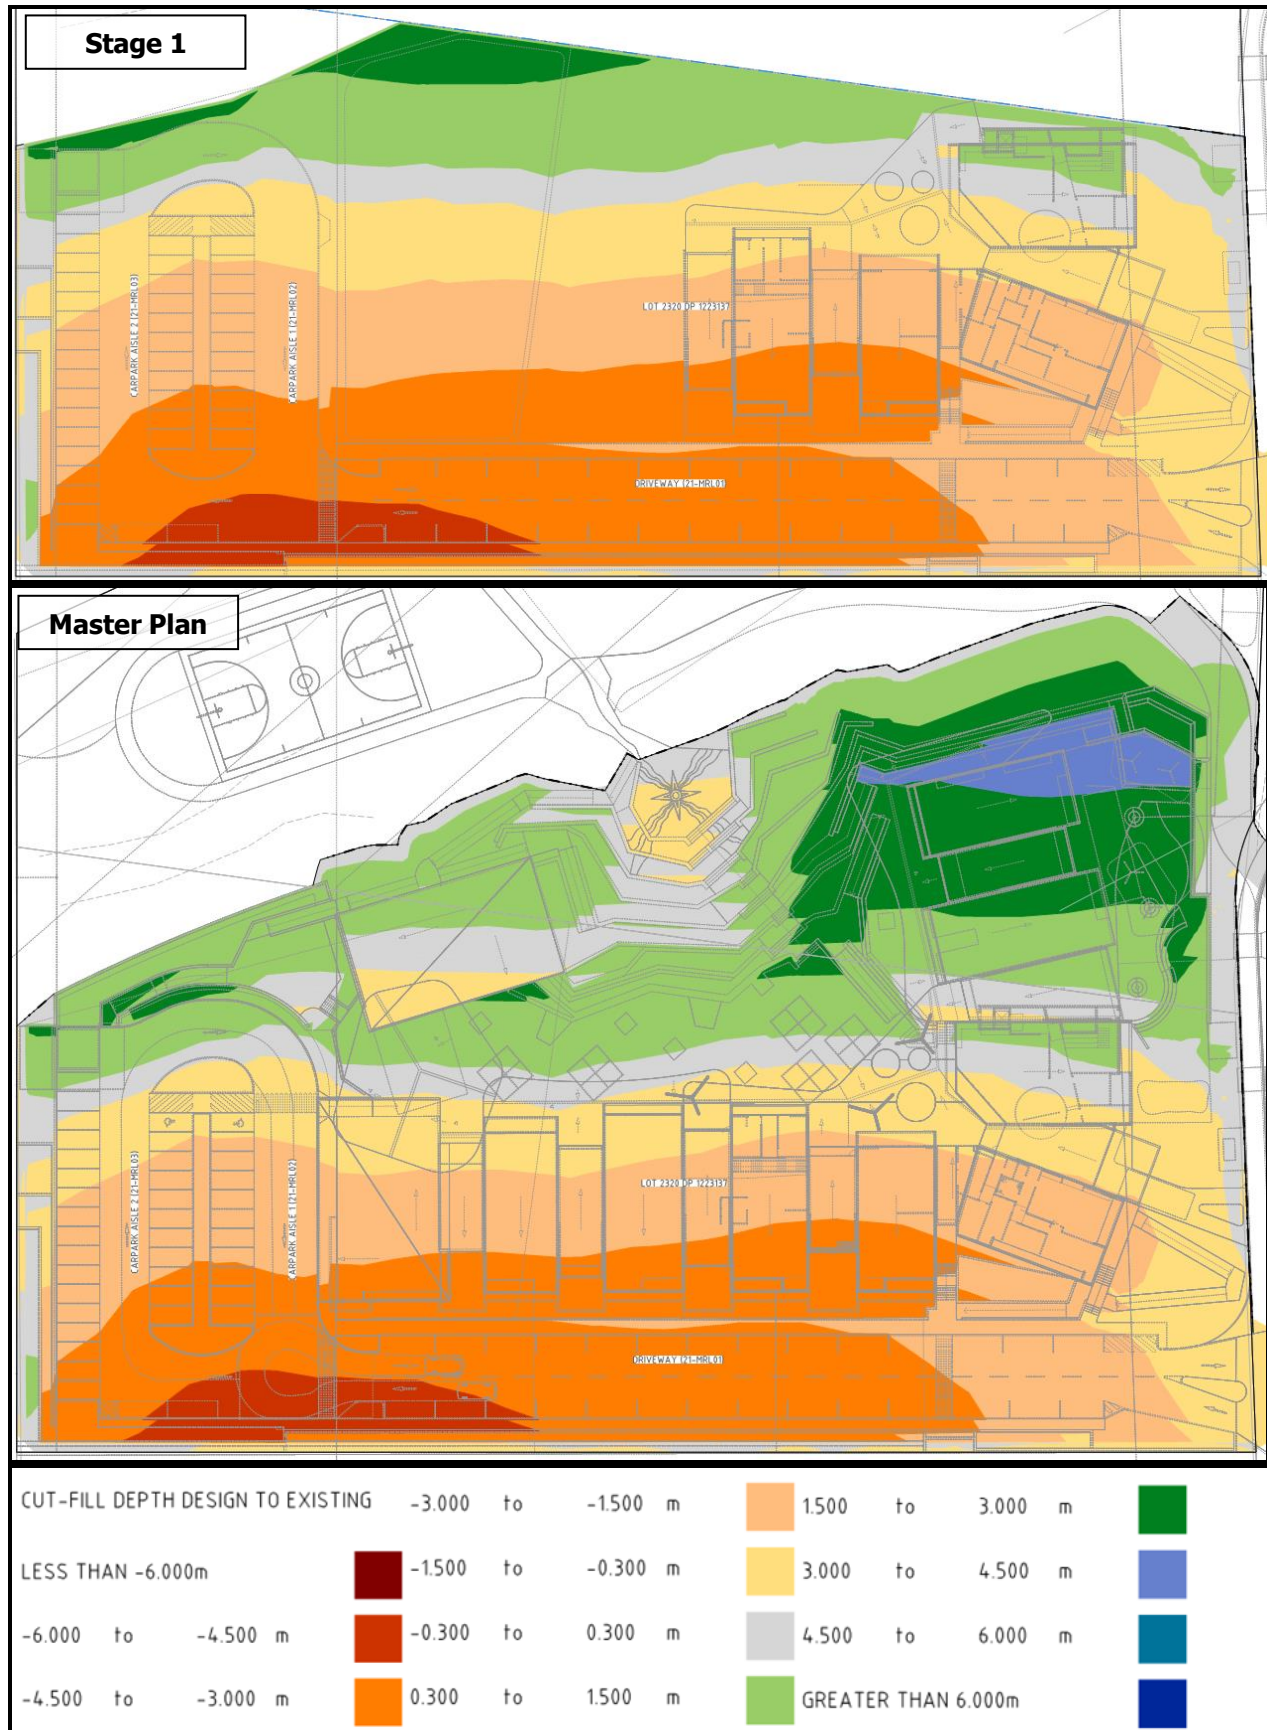 Stage 1
CARPARK AISLE 2 (21-MRL03)
CARPARK AISLE 1 (21-MRL02)
LOT 2320 DP 1223137
DRIVEWAY (21-MRL01)
Master Plan
CARPARK AISLE 2 (21-MRL03)
CARPARK AISLE 1 (21-MRL02)
LOT 2320 DP 1223137
DRIVEWAY (21-MRL01)
CUT-FILL DEPTH DESIGN TO EXISTING
LESS THAN -6.000m
-6.000 to -4.500 m
-4.500 to -3.000 m
-3.000 to -1.500 m
-1.500 to -0.300 m
-0.300 to 0.300 m
0.300 to 1.500 m
1.500 to 3.000 m
3.000 to 4.500 m
4.500 to 6.000 m
GREATER THAN 6.000m